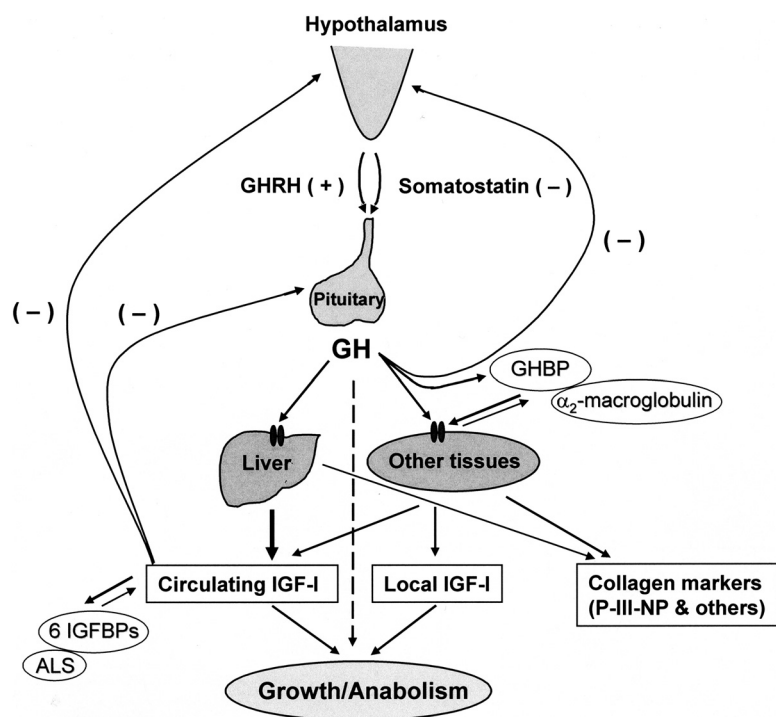 Hypothalamus
GHRH ( + ) Somatostatin ( – )
( – )
( – ) ( – )
Pituitary
GH
GHBP
α₂-macroglobulin
Liver Other tissues
Circulating IGF-I Local IGF-I Collagen markers
(P-III-NP & others)
6 IGFBPs
ALS
Growth/Anabolism